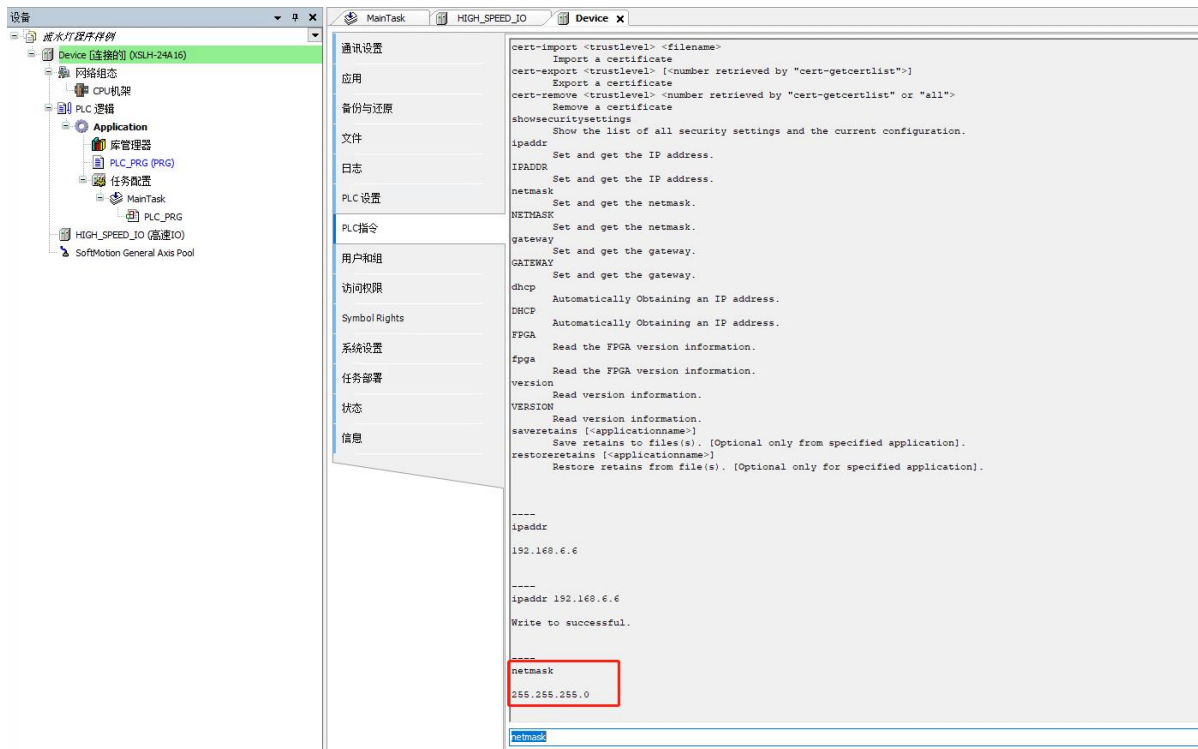 设备
流水灯程序样例
Device [连接的] (XSLH-24A16)
网络组态
CPU机架
PLC 逻辑
Application
库管理器
PLC_PRG (PRG)
任务配置
MainTask
PLC_PRG
HIGH_SPEED_IO (高速IO)
SoftMotion General Axis Pool
MainTask
HIGH_SPEED_IO
Device
通讯设置
应用
备份与还原
文件
日志
PLC 设置
PLC指令
用户和组
访问权限
Symbol Rights
系统设置
任务部署
状态
信息
cert-import <trustlevel> <filename>
Import a certificate
cert-export <trustlevel> [<number retrieved by "cert-getcertlist">]
Export a certificate
cert-remove <trustlevel> <number retrieved by "cert-getcertlist" or "all">
Remove a certificate
showsecuritysettings
Show the list of all security settings and the current configuration.
ipaddr
Set and get the IP address.
IPADDR
Set and get the IP address.
netmask
Set and get the netmask.
NETMASK
Set and get the netmask.
gateway
Set and get the gateway.
GATEWAY
Set and get the gateway.
dhcp
Automatically Obtaining an IP address.
DHCP
Automatically Obtaining an IP address.
FPGA
Read the FPGA version information.
fpga
Read the FPGA version information.
version
Read version information.
VERSION
Read version information.
saveretains [<applicationname>]
Save retains to files(s). [Optional only from specified application].
restoreretains [<applicationname>]
Restore retains from file(s). [Optional only for specified application].
----
ipaddr
192.168.6.6
----
ipaddr 192.168.6.6
Write to successful.
----
netmask
255.255.255.0
netmask